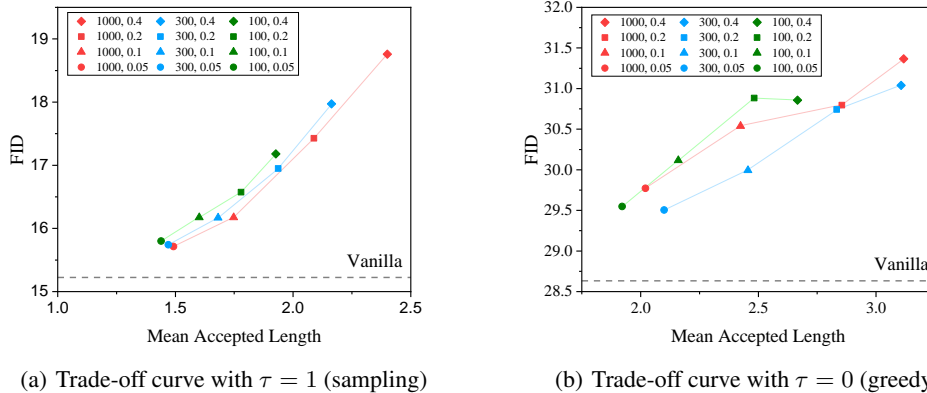 1000, 0.4 300, 0.4 100, 0.4
1000, 0.2 300, 0.2 100, 0.2
1000, 0.1 300, 0.1 100, 0.1
1000, 0.05 300, 0.05 100, 0.05
19
18
17
16
15
FID
Vanilla
1.0 1.5 2.0 2.5
Mean Accepted Length
(a) Trade-off curve with τ = 1 (sampling)
1000, 0.4 300, 0.4 100, 0.4
1000, 0.2 300, 0.2 100, 0.2
1000, 0.1 300, 0.1 100, 0.1
1000, 0.05 300, 0.05 100, 0.05
31.5
31.0
30.5
30.0
29.5
29.0
28.5
FID
Vanilla
2.0 2.5 3.0
Mean Accepted Length
(b) Trade-off curve with τ = 0 (greedy